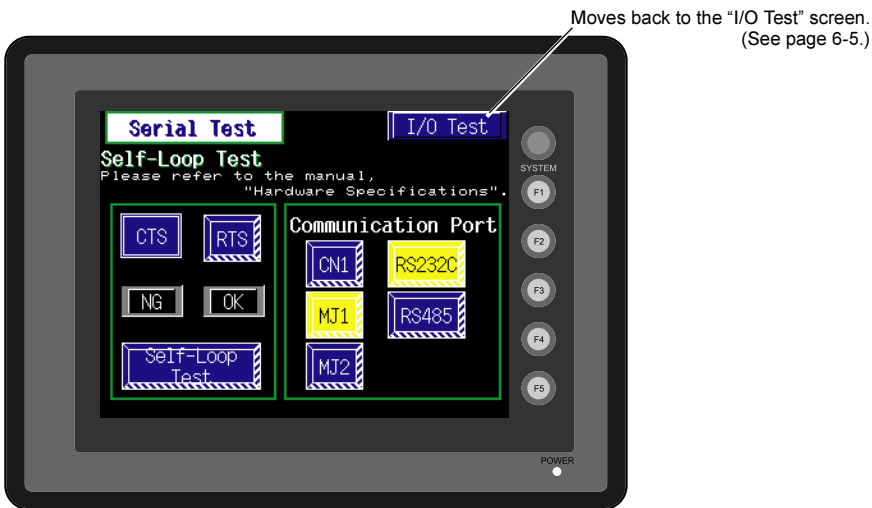 Moves back to the “I/O Test” screen.
(See page 6-5.)
Serial Test
I/O Test
Self-Loop Test
Please refer to the manual,
"Hardware Specifications".
SYSTEM
F1
F2
F3
F4
F5
CTS
RTS
NG
OK
Self-Loop
Test
Communication Port
CN1
RS232C
MJ1
RS485
MJ2
POWER